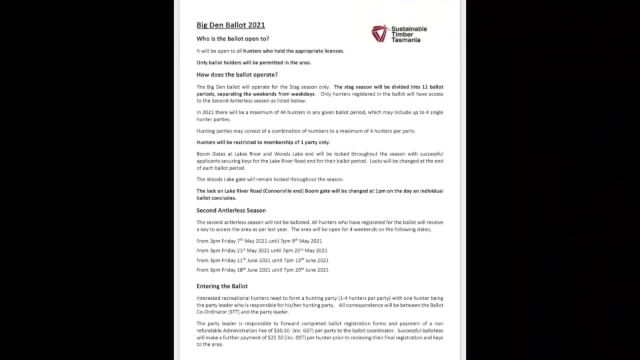 Big Den Ballot 2021
Sustainable
Timber
Tasmania
Who is the ballot open to?
It will be open to all hunters who hold the appropriate licenses.
Only ballot holders will be permitted in the area.
How does the ballot operate?
The Big Den ballot will operate for the Stag season only. The stag season will be divided into 11 ballot
periods, separating the weekends from weekdays. Only hunters registered in the ballot will have access
to the Second Antlerless season as listed below.
In 2021 there will be a maximum of 44 hunters in any given ballot period, which may include up to 4 single
hunter parties.
Hunting parties may consist of a combination of numbers to a maximum of 4 hunters per party.
Hunters will be restricted to membership of 1 party only.
Boom Gates at Lakes River and Woods Lake end will be locked throughout the season with successful
applicants securing keys for the Lake River Road end for their ballot period. Locks will be changed at the end
of each ballot period
The Woods Lake gate will remain locked throughout the season.
The lock on Lake River Road (Connorville end) Boom gate will be changed at 1pm on the day an individual
ballot concludes.
Second Antlerless Season
The second antlerless season will not be balloted. All hunters who have registered for the ballot will receive
a key to access the area as per last year. The area will be open for 4 weekends on the following dates;
From 3pm Friday 7th May 2021 until 7pm 9th May 2021
From 3pm Friday 21st May 2021 until 7pm 23rd May 2021
From 3pm Friday 11th June 2021 until 7pm 13th June 2021
From 3pm Friday 18th June 2021 until 7pm 20th June 2021
Entering the Ballot
Interested recreational hunters need to form a hunting party (1-4 hunters per party) with one hunter being
the party leader who is responsible for his/her hunting party. All correspondence will be between the Ballot
Co-Ordinator (STT) and the party leader.
The party leader is responsible to forward completed ballot registration forms and payment of a non
refundable Administration Fee of $30.50 (inc. GST) per party to the ballot coordinator. Successful balloteers
will make a further payment of $22.50 (inc. GST) per hunter prior to recieving their final registration and keys
to the area.